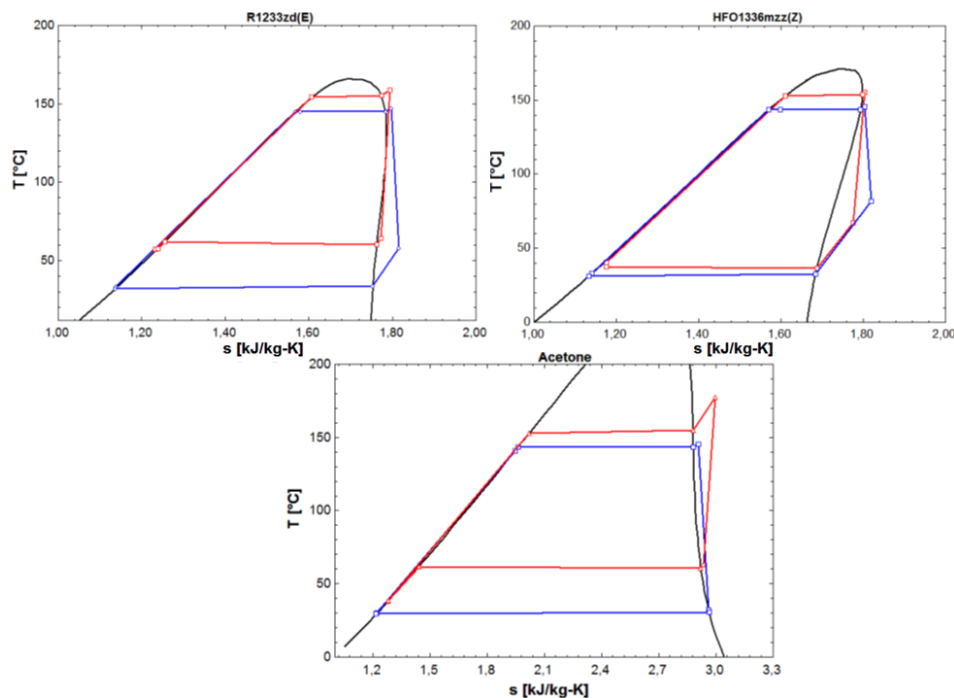 R1233zd(E)
200
150
100
50
T [°C]
1,00 1,20 1,40 1,60 1,80 2,00
s [kJ/kg-K]
HFO1336mzz(Z)
200
150
100
50
0
T [°C]
1,00 1,20 1,40 1,60 1,80 2,00
s [kJ/kg-K]
Acetone
200
150
100
50
0
T [°C]
1,2 1,5 1,8 2,1 2,4 2,7 3,0 3,3
s [kJ/kg-K]